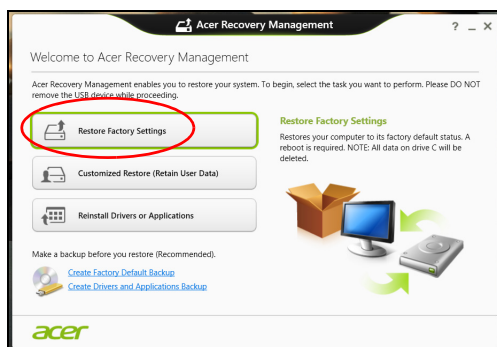 Acer Recovery Management
? _ X
Welcome to Acer Recovery Management
Acer Recovery Management enables you to restore your system. To begin, select the task you want to perform. Please DO NOT
remove the USB device while proceeding.
Restore Factory Settings
Customized Restore (Retain User Data)
Reinstall Drivers or Applications
Restore Factory Settings
Restores your computer to its factory default status. A
reboot is required. NOTE: All data on drive C will be
deleted.
Make a backup before you restore (Recommended).
Create Factory Default Backup
Create Drivers and Applications Backup
acer